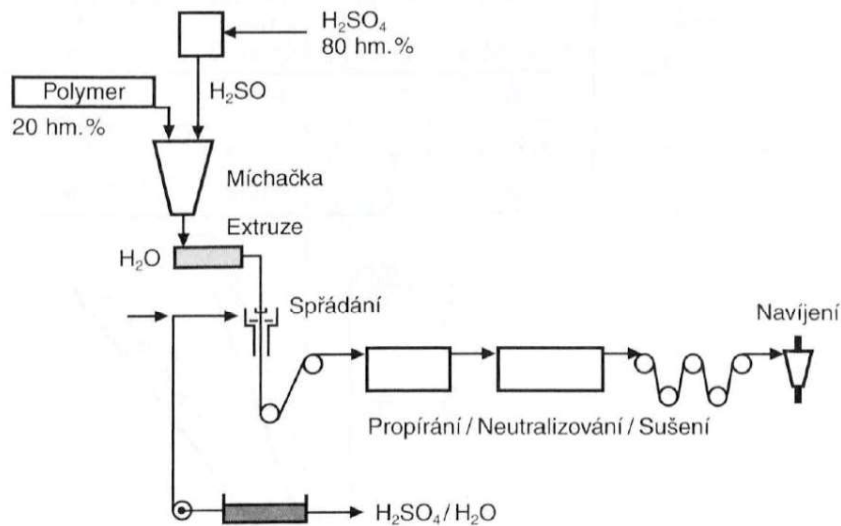 H₂SO₄
80 hm.%
H₂SO
Polymer
20 hm.%
Míchačka
Extruze
H₂O
Spřádání
Navíjení
Propírání / Neutralizování / Sušení
H₂SO₄ / H₂O